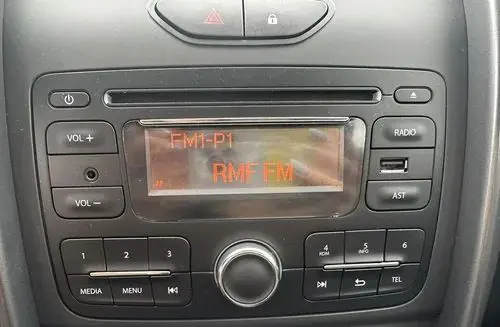 VOL +
RADIO
FM1-P1
RMF FM
VOL −
AST
1 2 3
4 RDM 5 INFO 6
MEDIA MENU
TEL